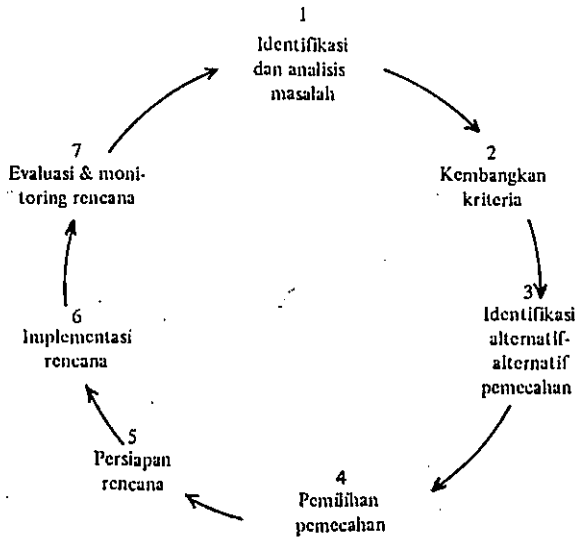 1
Identifikasi
dan analisis
masalah
2
Kembangkan
kriteria
3
Identifikasi
alternatif-
alternatif
pemecahan
4
Pemilihan
pemecahan
5
Persiapan
rencana
6
Implementasi
rencana
7
Evaluasi & moni-
toring rencana